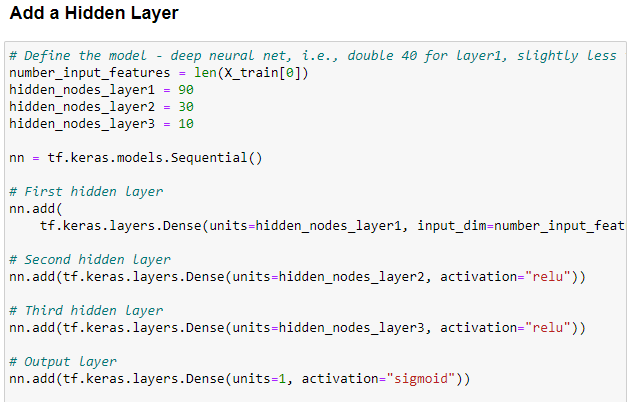 Add a Hidden Layer
# Define the model - deep neural net, i.e., double 40 for layer1, slightly less
number_input_features = len(X_train[0])
hidden_nodes_layer1 = 90
hidden_nodes_layer2 = 30
hidden_nodes_layer3 = 10
nn = tf.keras.models.Sequential()
# First hidden layer
nn.add(
    tf.keras.layers.Dense(units=hidden_nodes_layer1, input_dim=number_input_feat
# Second hidden layer
nn.add(tf.keras.layers.Dense(units=hidden_nodes_layer2, activation="relu"))
# Third hidden layer
nn.add(tf.keras.layers.Dense(units=hidden_nodes_layer3, activation="relu"))
# Output layer
nn.add(tf.keras.layers.Dense(units=1, activation="sigmoid"))